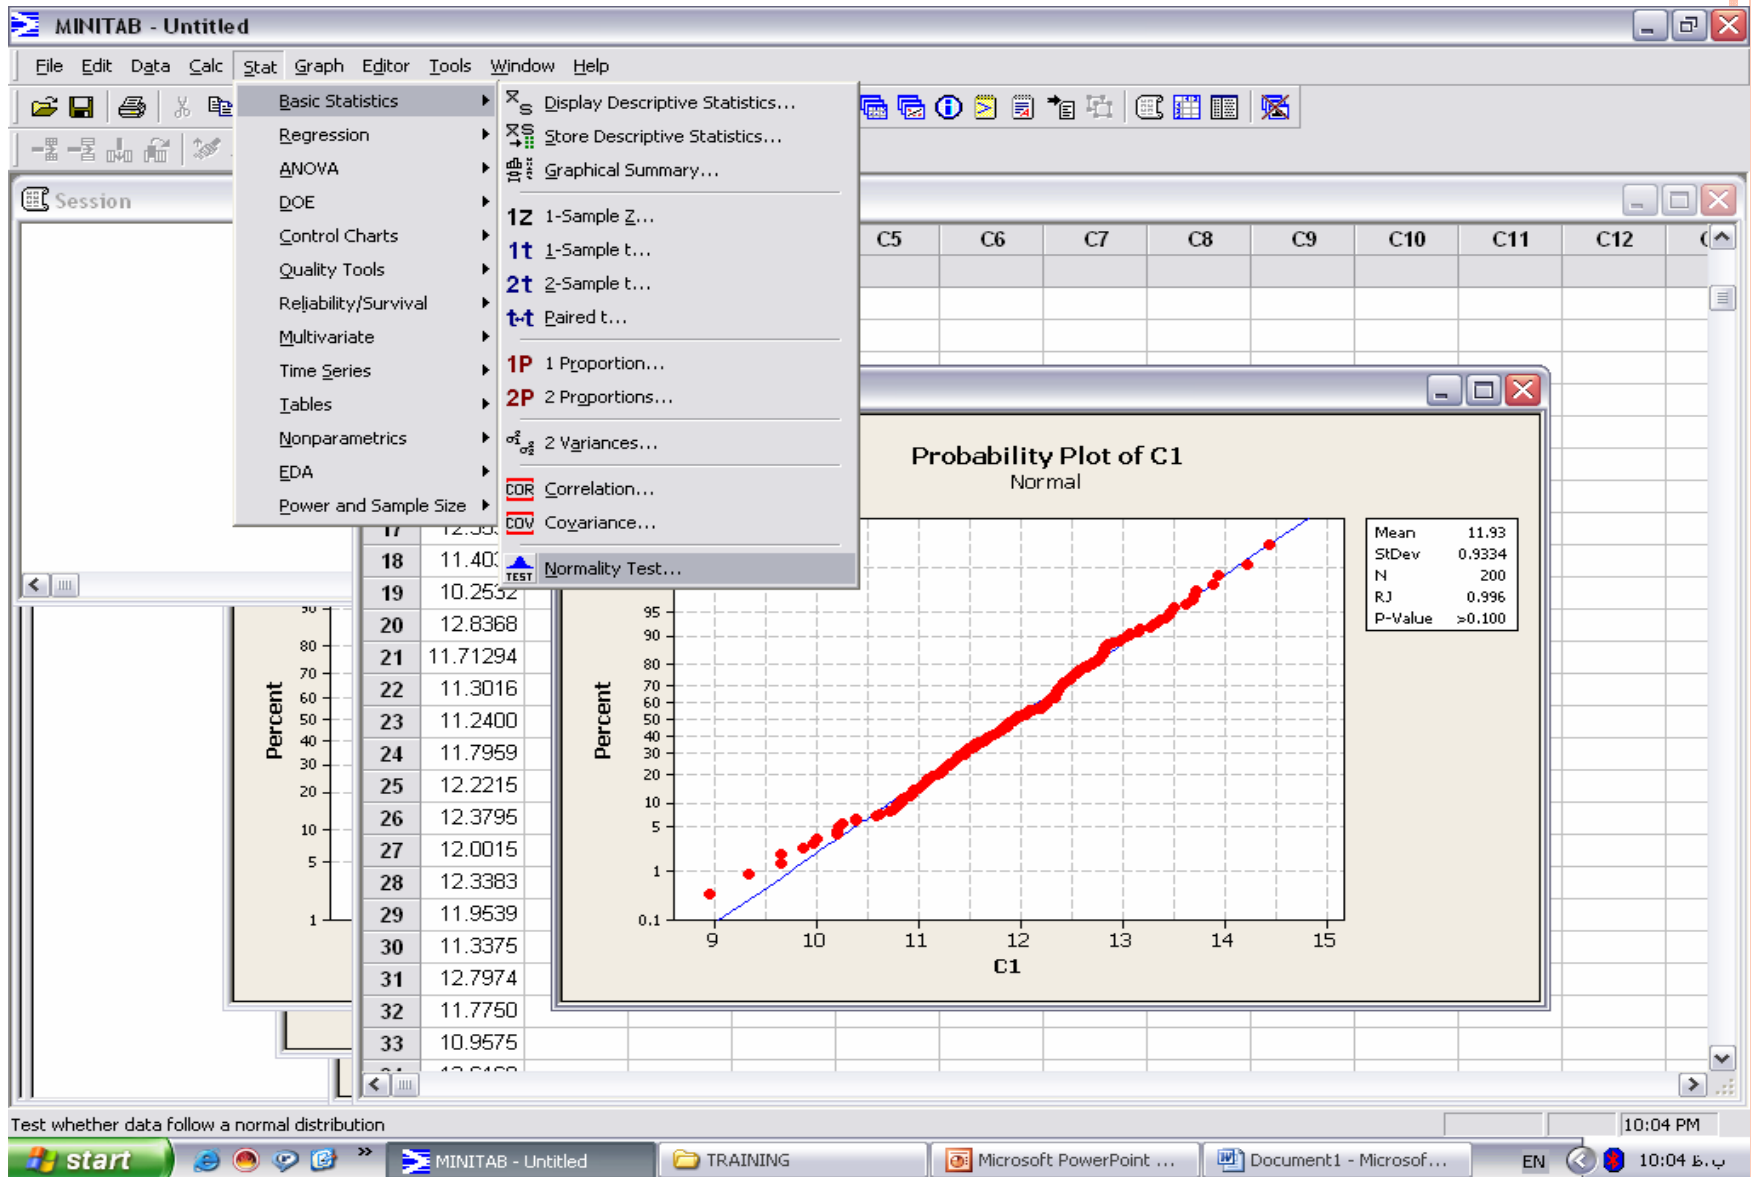 MINITAB - Untitled
File Edit Data Calc Stat Graph Editor Tools Window Help
Basic Statistics
Regression
ANOVA
DOE
Control Charts
Quality Tools
Reliability/Survival
Multivariate
Time Series
Tables
Nonparametrics
EDA
Power and Sample Size
Display Descriptive Statistics...
Store Descriptive Statistics...
Graphical Summary...
1Z 1-Sample Z...
1t 1-Sample t...
2t 2-Sample t...
t-t Paired t...
1P 1 Proportion...
2P 2 Proportions...
2 Variances...
COR Correlation...
COV Covariance...
TEST Normality Test...
Session
C5 C6 C7 C8 C9 C10 C11 C12
17
18 11.40
19 10.2532
20 12.8368
21 11.71294
22 11.3016
23 11.2400
24 11.7959
25 12.2215
26 12.3795
27 12.0015
28 12.3383
29 11.9539
30 11.3375
31 12.7974
32 11.7750
33 10.9575
Percent
90
80
70
60
50
40
30
20
10
5
1
Probability Plot of C1
Normal
Percent
95
90
80
70
60
50
40
30
20
10
5
1
0.1
9 10 11 12 13 14 15
C1
Mean 11.93
StDev 0.9334
N 200
RJ 0.996
P-Value >0.100
Test whether data follow a normal distribution
10:04 PM
start
MINITAB - Untitled
TRAINING
Microsoft PowerPoint ...
Document1 - Microsof...
EN
10:04 ب.ظ